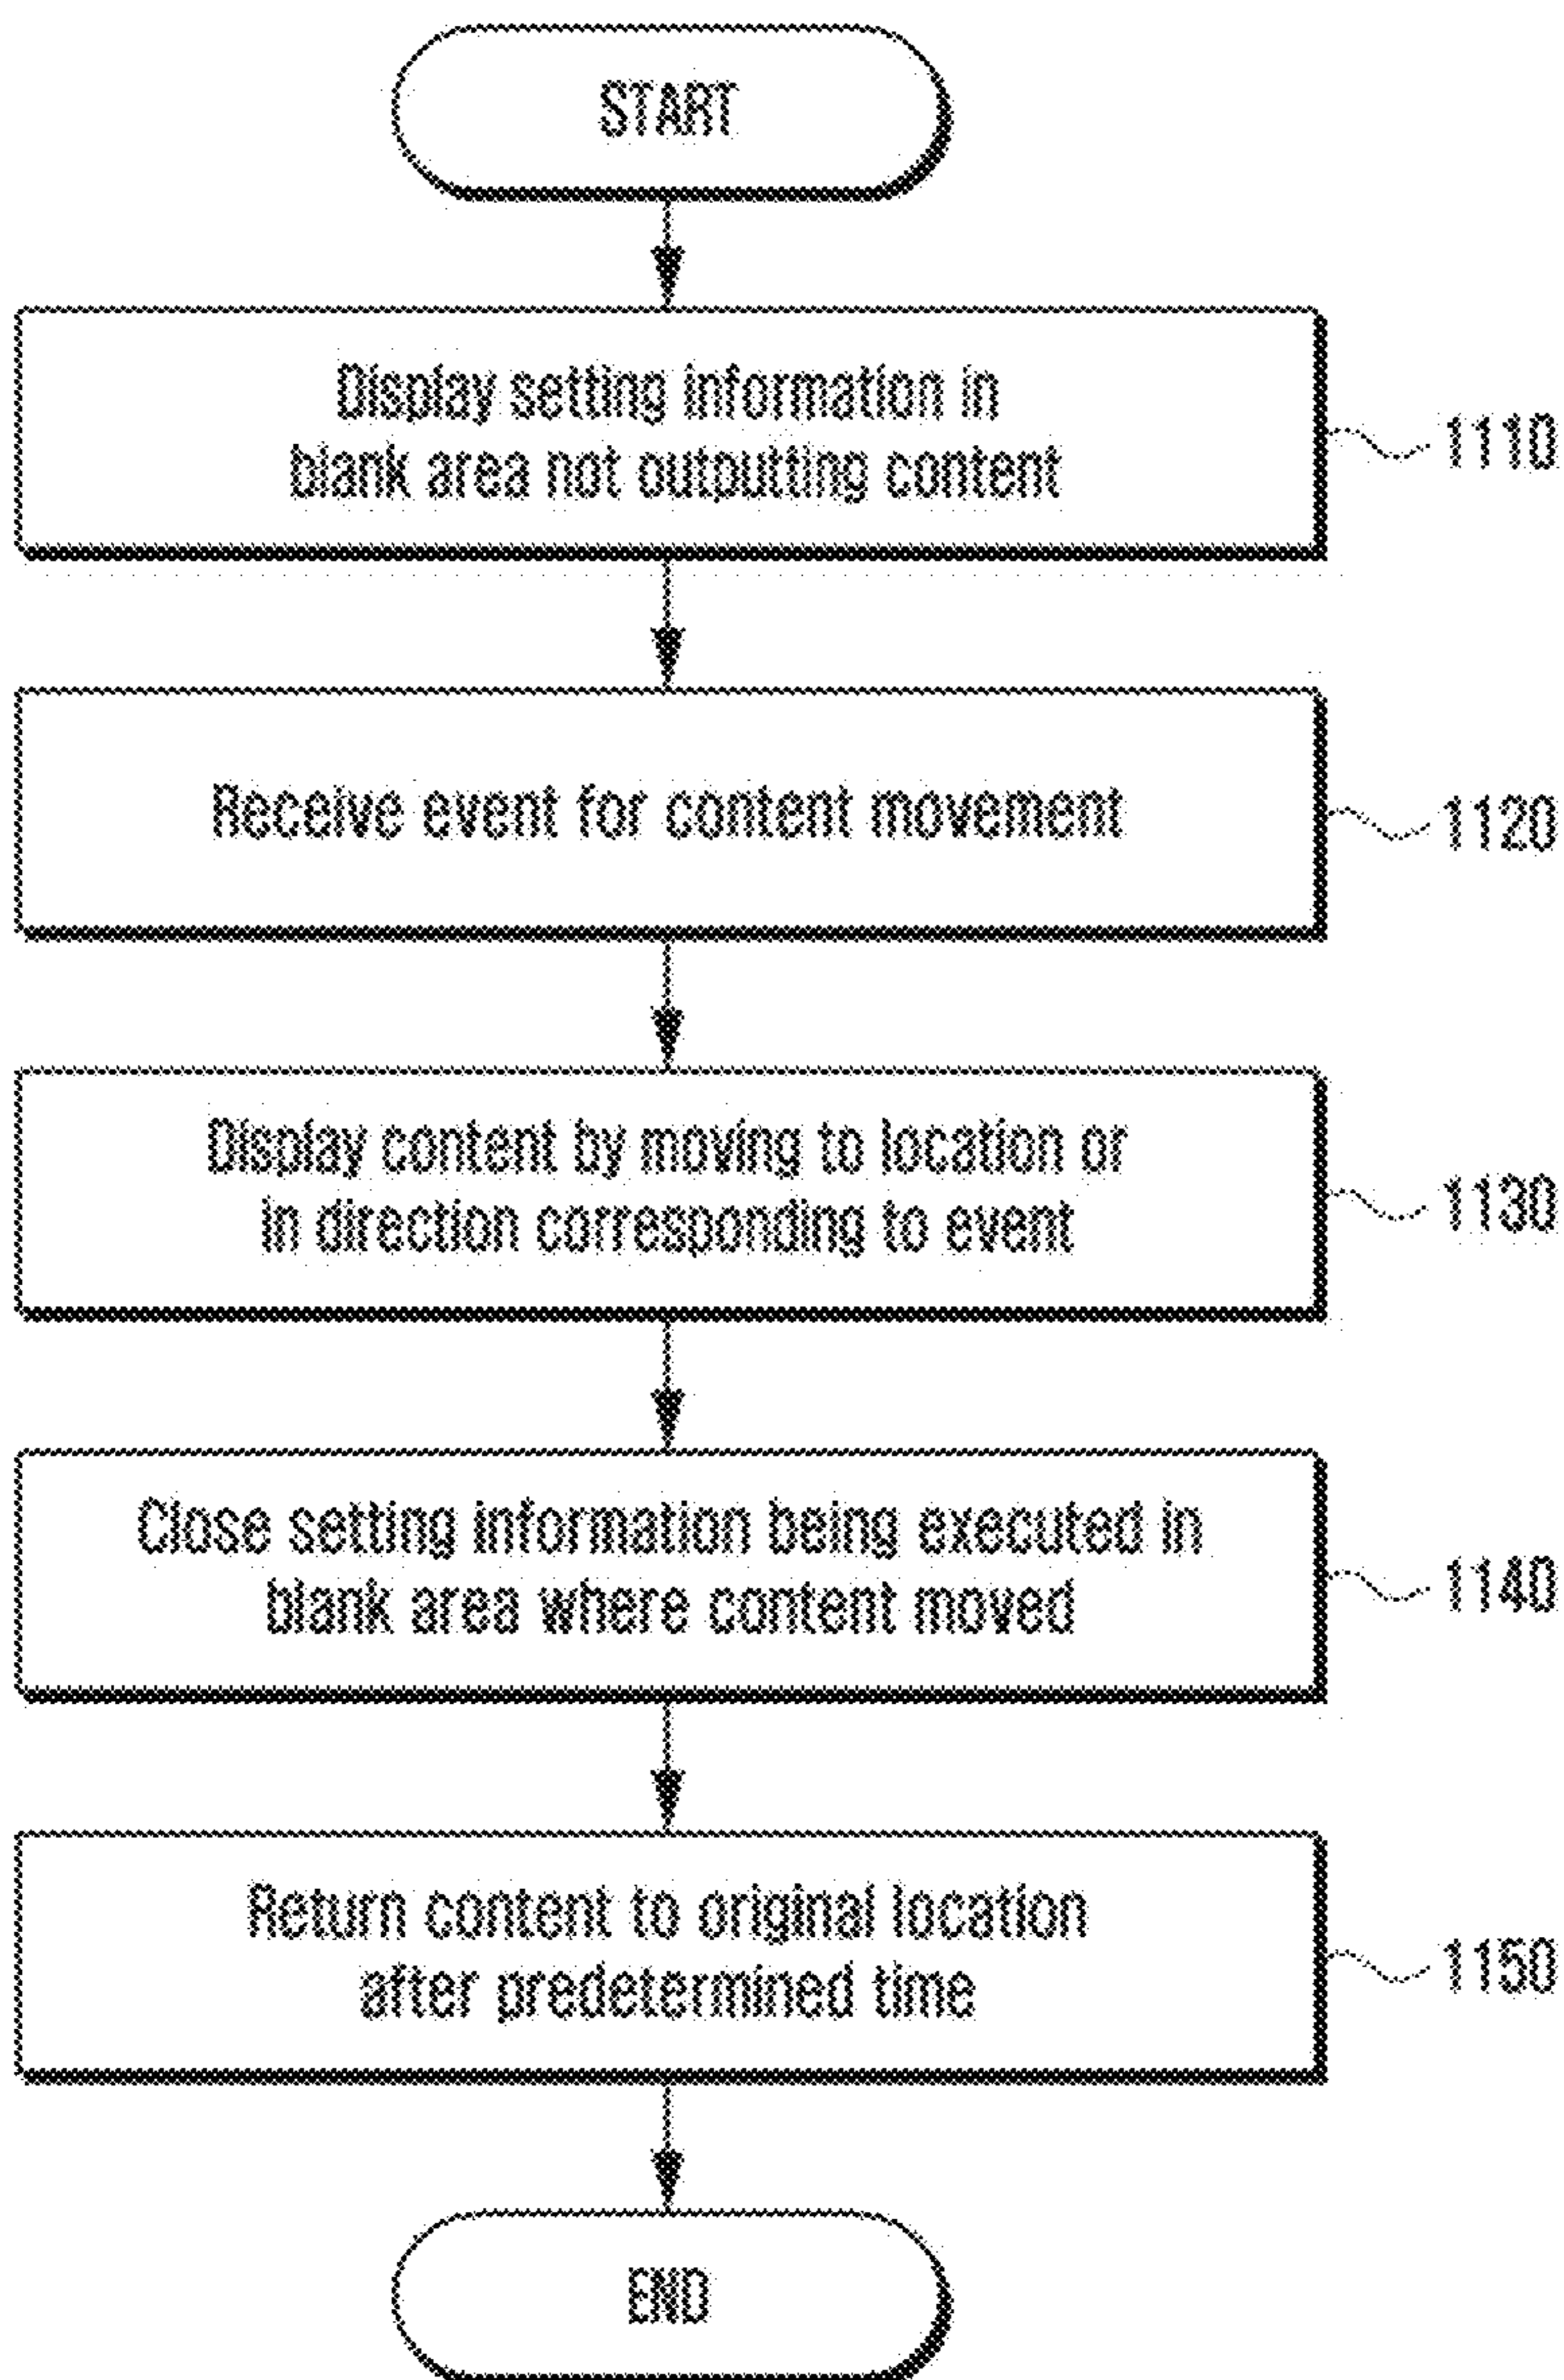 START
Display setting information in
blank area not outputting content
1110
Receive event for content movement
1120
Display content by moving to location or
in direction corresponding to event
1130
Close setting information being executed in
blank area where content moved
1140
Return content to original location
after predetermined time
1150
END